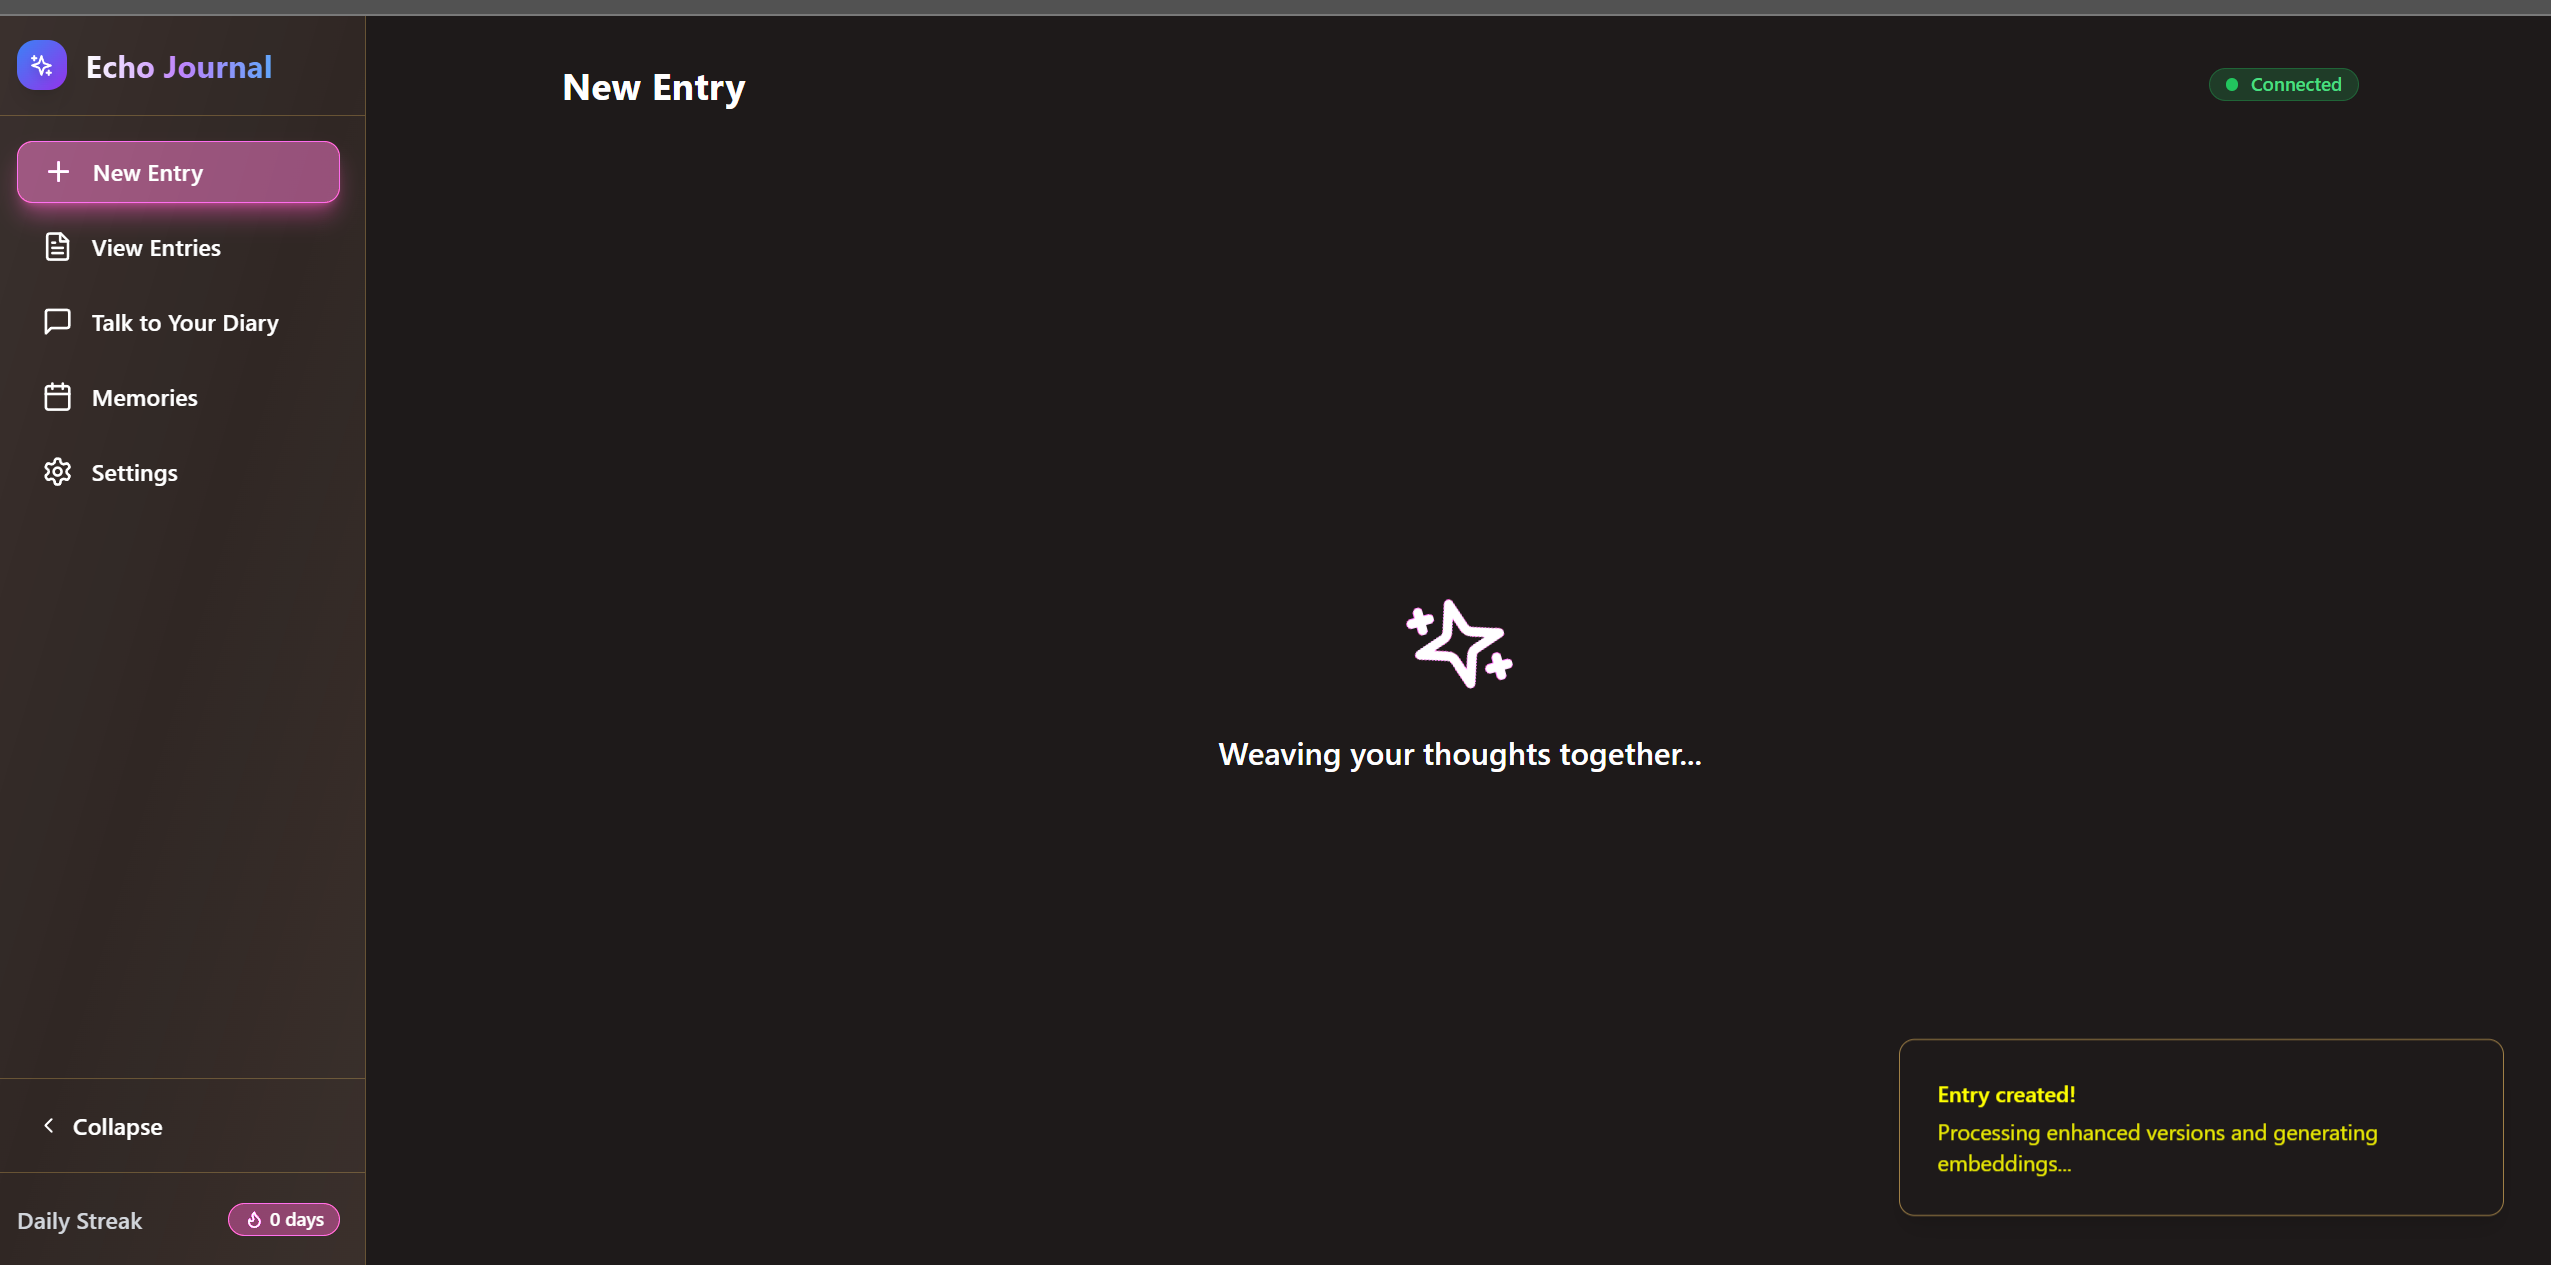 Echo Journal
New Entry
View Entries
Talk to Your Diary
Memories
Settings
Collapse
Daily Streak
0 days
New Entry
Connected
Weaving your thoughts together...
Entry created!
Processing enhanced versions and generating
embeddings...